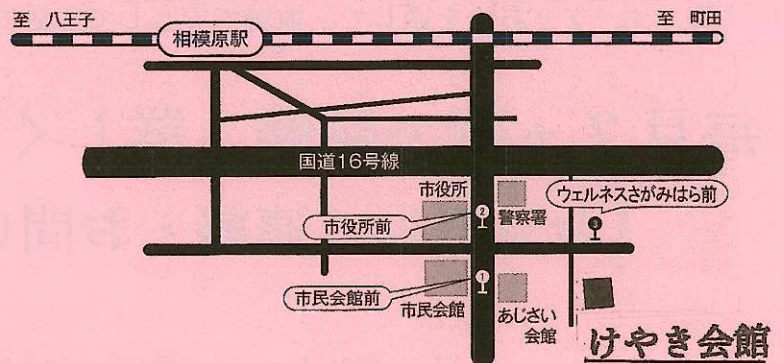 至 八王子
至 町田
相模原駅
国道16号線
市役所
ウェルネスさがみはら前
市役所前
②
警察署
③
市民会館前
①
市民会館
あじさい
会館
けやき会館